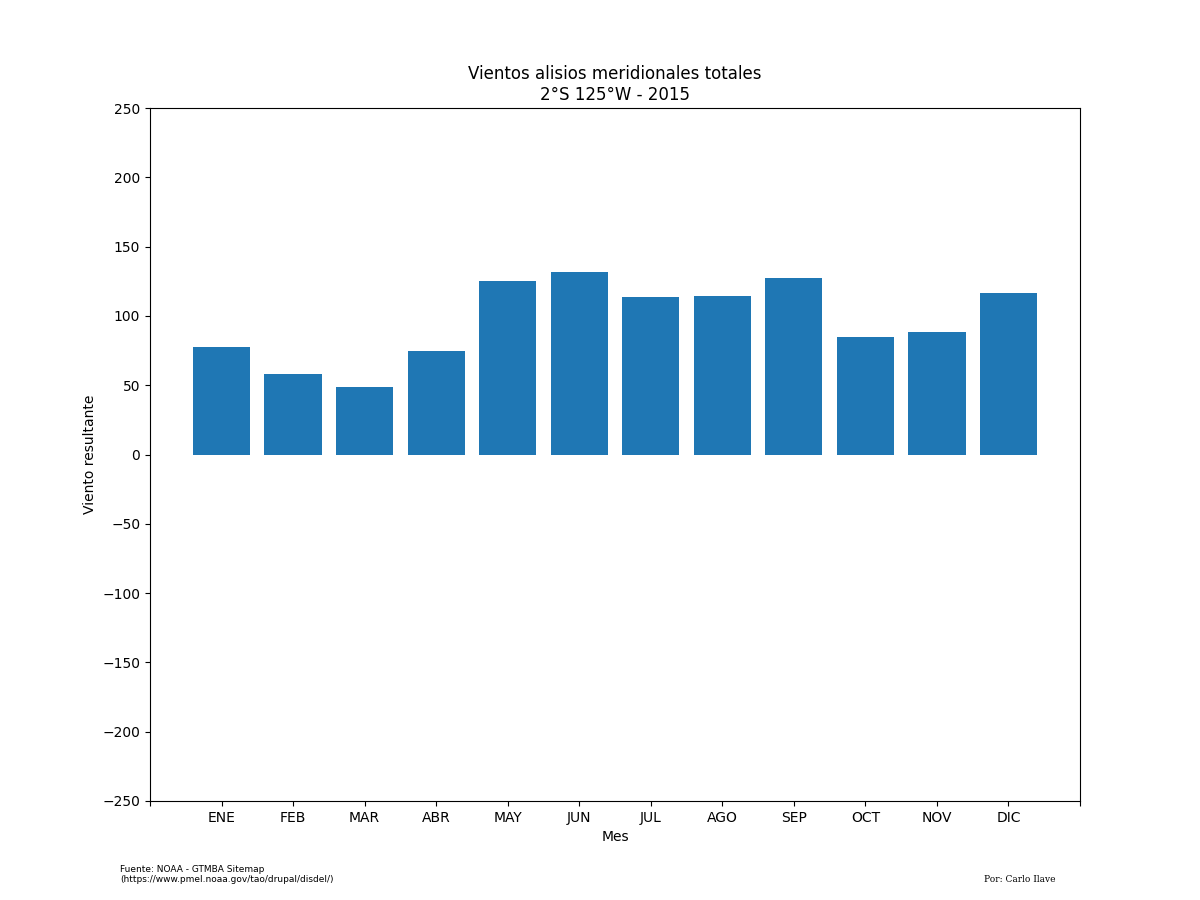 Vientos alisios meridionales totales
2°S 125°W - 2015
250
200
150
100
50
0
−50
−100
−150
−200
−250
Viento resultante
ENE FEB MAR ABR MAY JUN JUL AGO SEP OCT NOV DIC
Mes
Fuente: NOAA - GTMBA Sitemap
(https://www.pmel.noaa.gov/tao/drupal/disdel/)
Por: Carlo Ilave